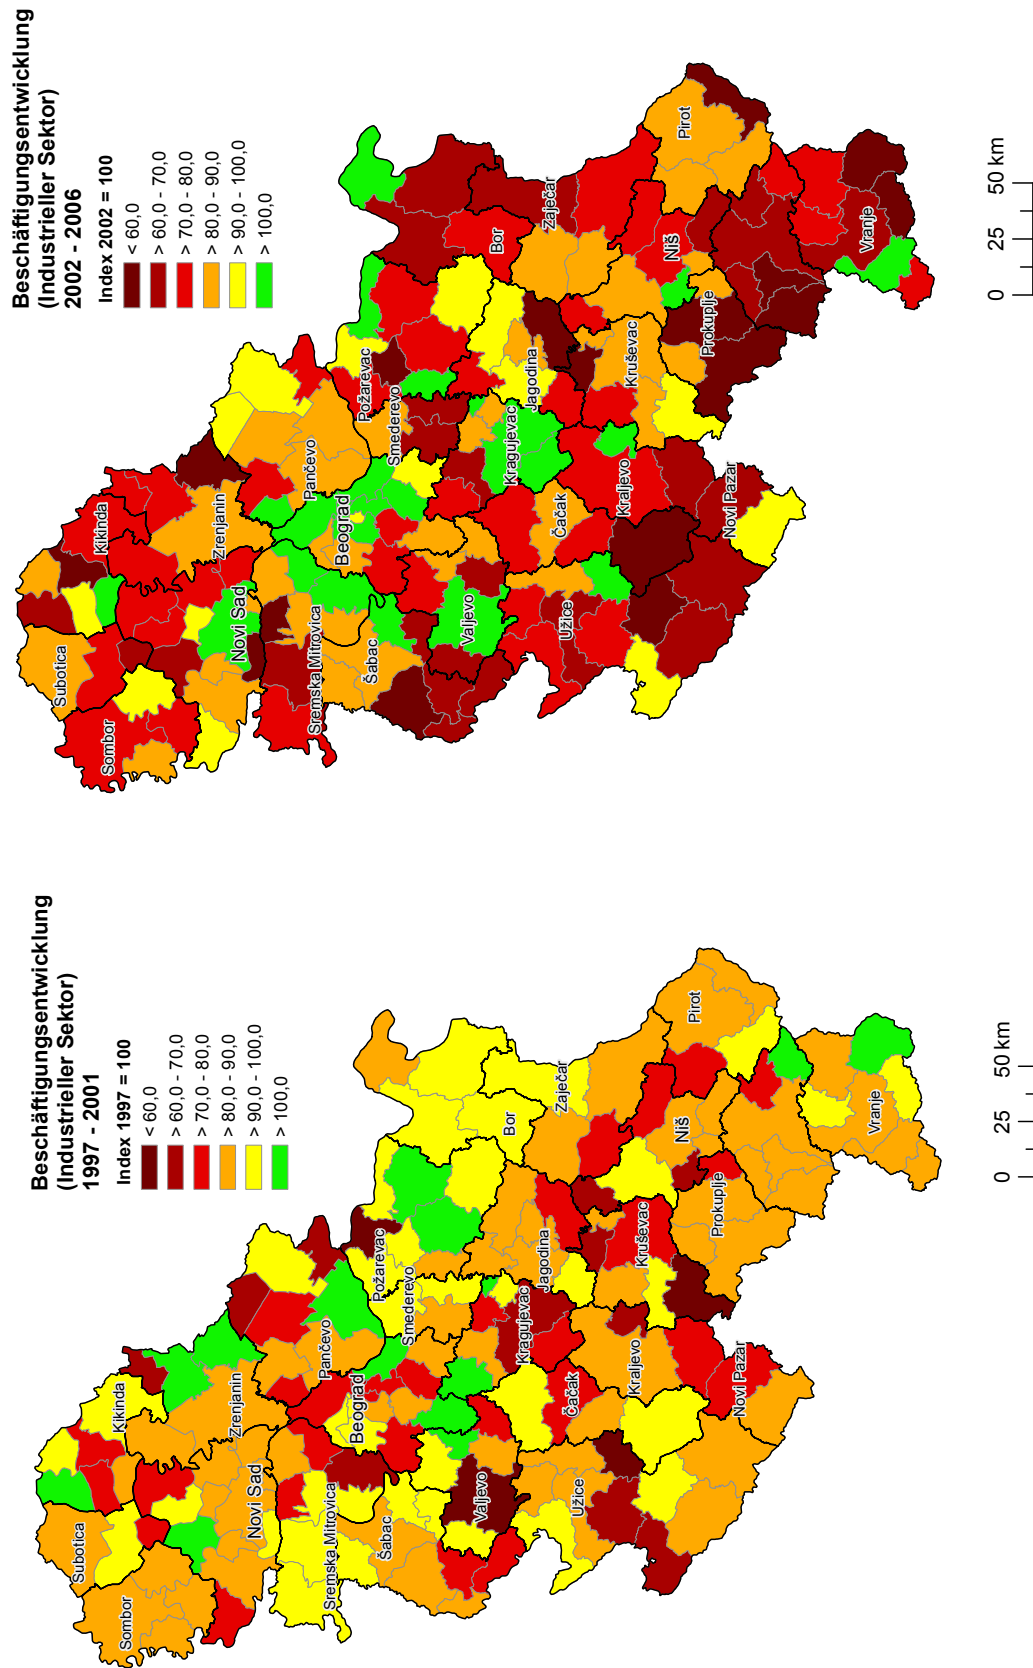 Beschäftigungsentwicklung
(Industrieller Sektor)
1997 - 2001
Index 1997 = 100
< 60,0
> 60,0 - 70,0
> 70,0 - 80,0
> 80,0 - 90,0
> 90,0 - 100,0
> 100,0
Subotica
Sombor
Kikinda
Zrenjanin
Novi Sad
Sremska Mitrovica
Pančevo
Beograd
Šabac
Požarevac
Smederevo
Valjevo
Kragujevac
Jagodina
Bor
Zaječar
Užice
Čačak
Kraljevo
Kruševac
Niš
Pirot
Prokuplje
Novi Pazar
Vranje
0 25 50 km
Beschäftigungsentwicklung
(Industrieller Sektor)
2002 - 2006
Index 2002 = 100
< 60,0
> 60,0 - 70,0
> 70,0 - 80,0
> 80,0 - 90,0
> 90,0 - 100,0
> 100,0
Subotica
Sombor
Kikinda
Zrenjanin
Novi Sad
Sremska Mitrovica
Pančevo
Beograd
Šabac
Požarevac
Smederevo
Valjevo
Kragujevac
Jagodina
Bor
Zaječar
Užice
Čačak
Kraljevo
Kruševac
Niš
Pirot
Prokuplje
Novi Pazar
Vranje
0 25 50 km